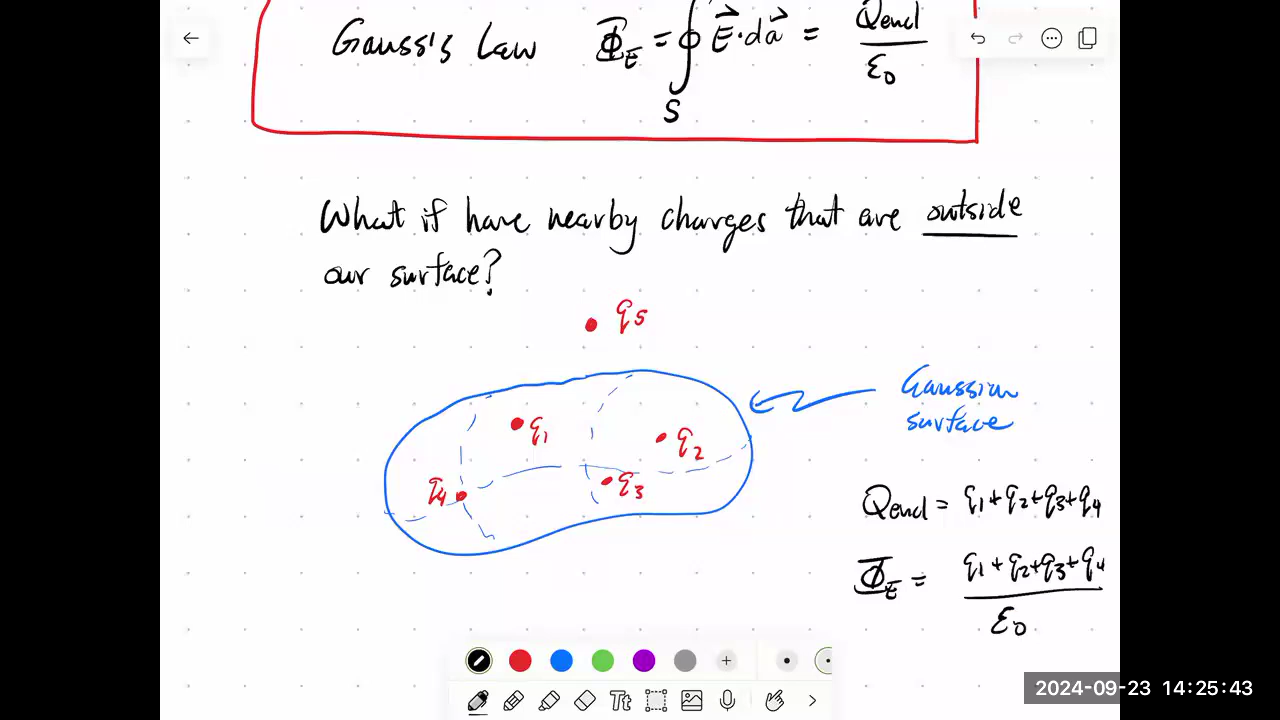 Gauss's Law Φ_E = ∮_S E⃗·da⃗ = Qencl / ε0
What if have nearby charges that are outside
our surface?
q5
Gaussian
surface
q1
q2
q3
q4
Qencl = q1+q2+q3+q4
Φ_E = q1+q2+q3+q4 / ε0
Tt
2024-09-23 14:25:43